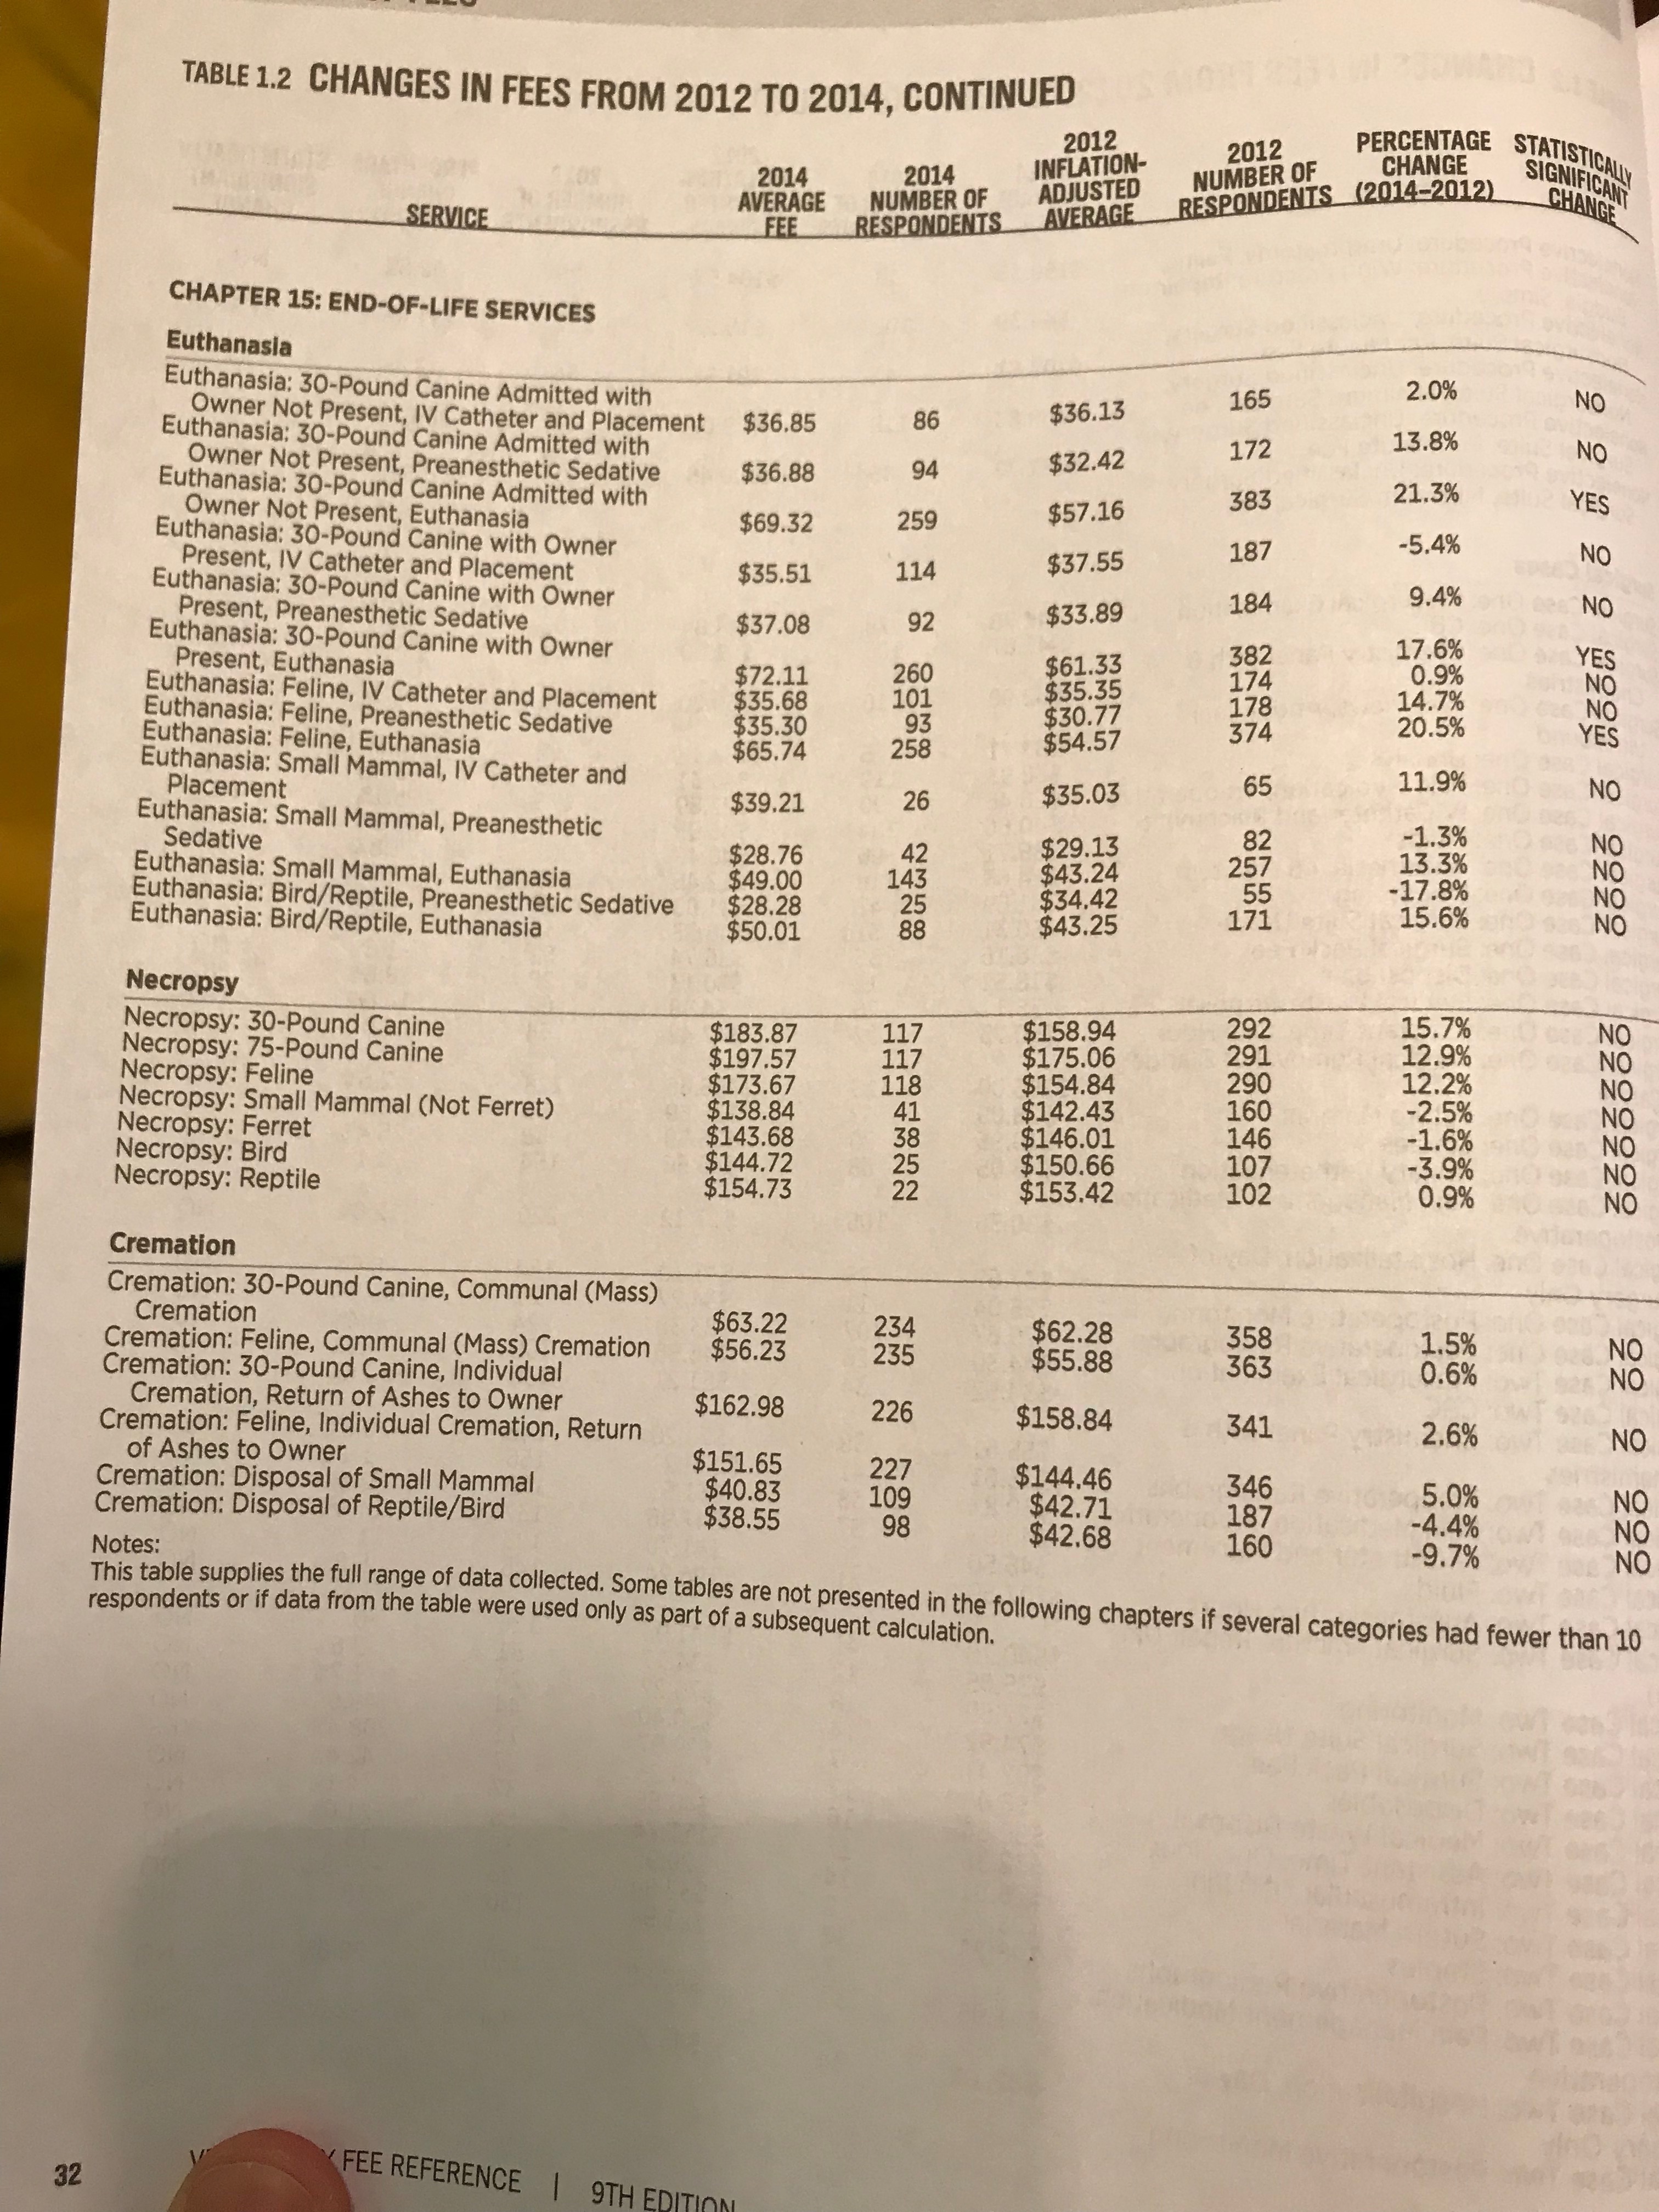 TABLE 1.2 CHANGES IN FEES FROM 2012 TO 2014, CONTINUED
SERVICE
2014
AVERAGE
FEE
2014
NUMBER OF
RESPONDENTS
2012
INFLATION-
ADJUSTED
AVERAGE
2012
NUMBER OF
RESPONDENTS
PERCENTAGE
CHANGE
(2014–2012)
STATISTICALLY
SIGNIFICANT
CHANGE
CHAPTER 15: END-OF-LIFE SERVICES
Euthanasia
Euthanasia: 30-Pound Canine Admitted with
Owner Not Present, IV Catheter and Placement $36.85 86 $36.13 165 2.0% NO
Euthanasia: 30-Pound Canine Admitted with
Owner Not Present, Preanesthetic Sedative $36.88 94 $32.42 172 13.8% NO
Euthanasia: 30-Pound Canine Admitted with
Owner Not Present, Euthanasia $69.32 259 $57.16 383 21.3% YES
Euthanasia: 30-Pound Canine with Owner
Present, IV Catheter and Placement $35.51 114 $37.55 187 -5.4% NO
Euthanasia: 30-Pound Canine with Owner
Present, Preanesthetic Sedative $37.08 92 $33.89 184 9.4% NO
Euthanasia: 30-Pound Canine with Owner
Present, Euthanasia $72.11 260 $61.33 382 17.6% YES
Euthanasia: Feline, IV Catheter and Placement $35.68 101 $35.35 174 0.9% NO
Euthanasia: Feline, Preanesthetic Sedative $35.30 93 $30.77 178 14.7% NO
Euthanasia: Feline, Euthanasia $65.74 258 $54.57 374 20.5% YES
Euthanasia: Small Mammal, IV Catheter and
Placement $39.21 26 $35.03 65 11.9% NO
Euthanasia: Small Mammal, Preanesthetic
Sedative $28.76 42 $29.13 82 -1.3% NO
Euthanasia: Small Mammal, Euthanasia $49.00 143 $43.24 257 13.3% NO
Euthanasia: Bird/Reptile, Preanesthetic Sedative $28.28 25 $34.42 55 -17.8% NO
Euthanasia: Bird/Reptile, Euthanasia $50.01 88 $43.25 171 15.6% NO
Necropsy
Necropsy: 30-Pound Canine $183.87 117 $158.94 292 15.7% NO
Necropsy: 75-Pound Canine $197.57 117 $175.06 291 12.9% NO
Necropsy: Feline $173.67 118 $154.84 290 12.2% NO
Necropsy: Small Mammal (Not Ferret) $138.84 41 $142.43 160 -2.5% NO
Necropsy: Ferret $143.68 38 $146.01 146 -1.6% NO
Necropsy: Bird $144.72 25 $150.66 107 -3.9% NO
Necropsy: Reptile $154.73 22 $153.42 102 0.9% NO
Cremation
Cremation: 30-Pound Canine, Communal (Mass)
Cremation $63.22 234 $62.28 358 1.5% NO
Cremation: Feline, Communal (Mass) Cremation $56.23 235 $55.88 363 0.6% NO
Cremation: 30-Pound Canine, Individual
Cremation, Return of Ashes to Owner $162.98 226 $158.84 341 2.6% NO
Cremation: Feline, Individual Cremation, Return
of Ashes to Owner $151.65 227 $144.46 346 5.0% NO
Cremation: Disposal of Small Mammal $40.83 109 $42.71 187 -4.4% NO
Cremation: Disposal of Reptile/Bird $38.55 98 $42.68 160 -9.7% NO
Notes:
This table supplies the full range of data collected. Some tables are not presented in the following chapters if several categories had fewer than 10
respondents or if data from the table were used only as part of a subsequent calculation.
32 FEE REFERENCE | 9TH EDITION